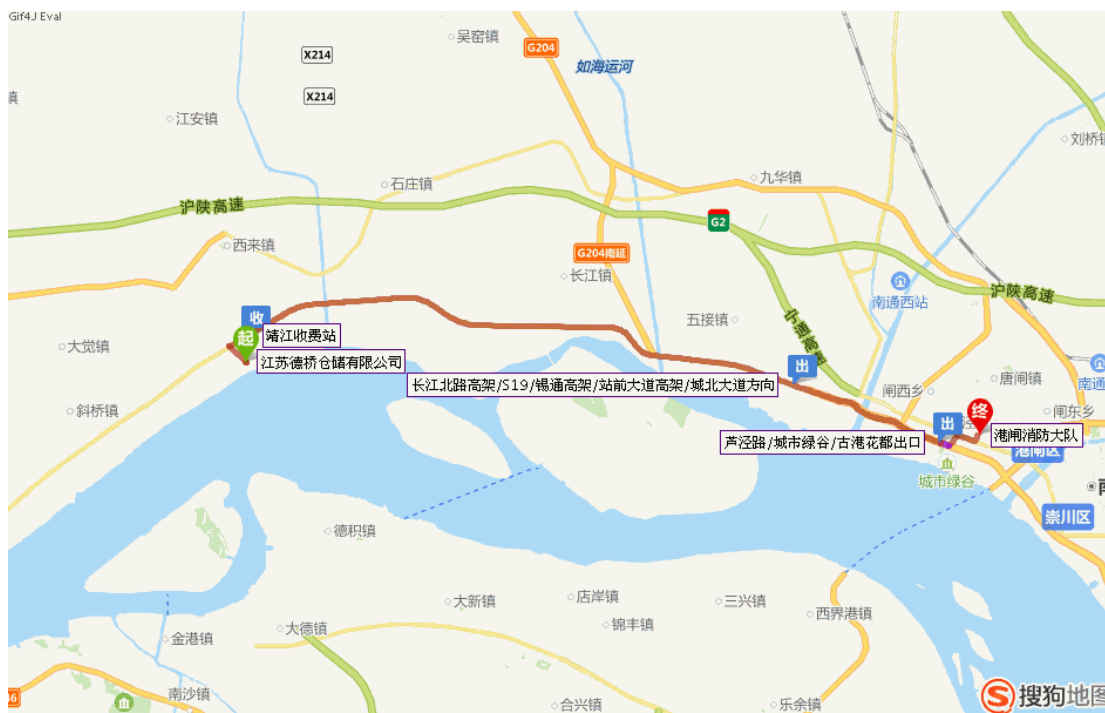 Gif4J Eval
吴窑镇
G204
X214
如海运河
X214
江安镇
刘桥镇
石庄镇
九华镇
沪陕高速
G2
西来镇
G204南延
长江镇
南通西站
沪陕高速
收
五接镇
宁通高速
起
靖江收费站
大觉镇
江苏德桥仓储有限公司
出
唐闸镇
长江北路高架/S19/锡通高架/站前大道高架/城北大道方向
闸西乡
斜桥镇
终
闸东乡
出
港闸消防大队
芦泾路/城市绿谷/古港花都出口
港闸区
城市绿谷
崇川区
德积镇
大新镇
店岸镇
三兴镇
西界港镇
大德镇
锦丰镇
金港镇
南沙镇
合兴镇
乐余镇
搜狗地图